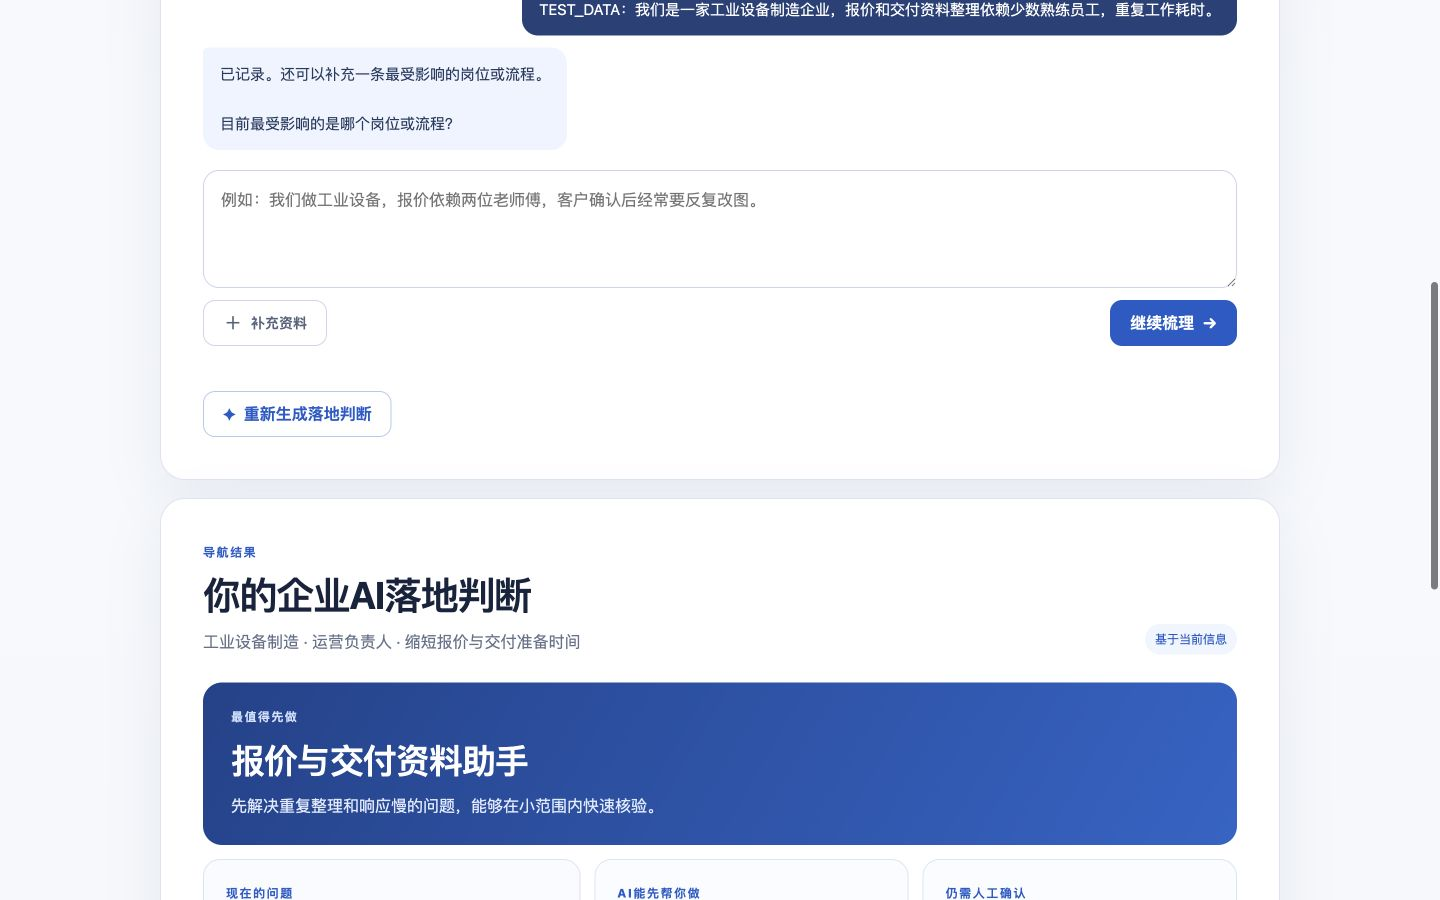 TEST_DATA：我们是一家工业设备制造企业，报价和交付资料整理依赖少数熟练员工，重复工作耗时。
已记录。还可以补充一条最受影响的岗位或流程。
目前最受影响的是哪个岗位或流程？
例如：我们做工业设备，报价依赖两位老师傅，客户确认后经常要反复改图。
＋ 补充资料
继续梳理 →
✦ 重新生成落地判断
导航结果
你的企业AI落地判断
工业设备制造 · 运营负责人 · 缩短报价与交付准备时间
基于当前信息
最值得先做
报价与交付资料助手
先解决重复整理和响应慢的问题，能够在小范围内快速核验。
现在的问题
AI能先帮你做
仍需人工确认